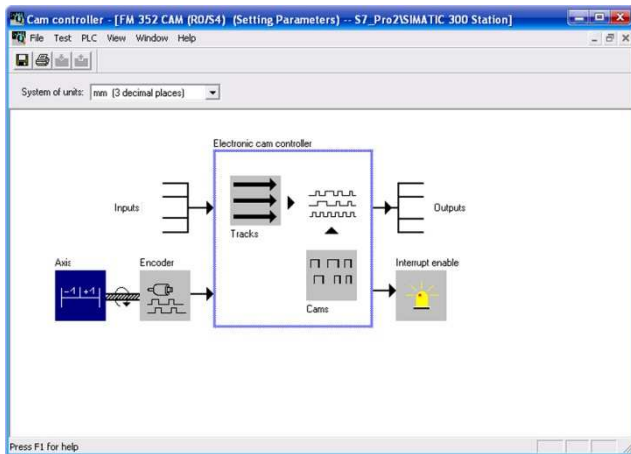 Cam controller - [FM 352 CAM (R0/S4) (Setting Parameters) -- S7_Pro2\SIMATIC 300 Station]
File Test PLC View Window Help
System of units: mm (3 decimal places)
Electronic cam controller
Inputs
Tracks
Outputs
Axis
Encoder
-1 +1
Cams
Interrupt enable
Press F1 for help